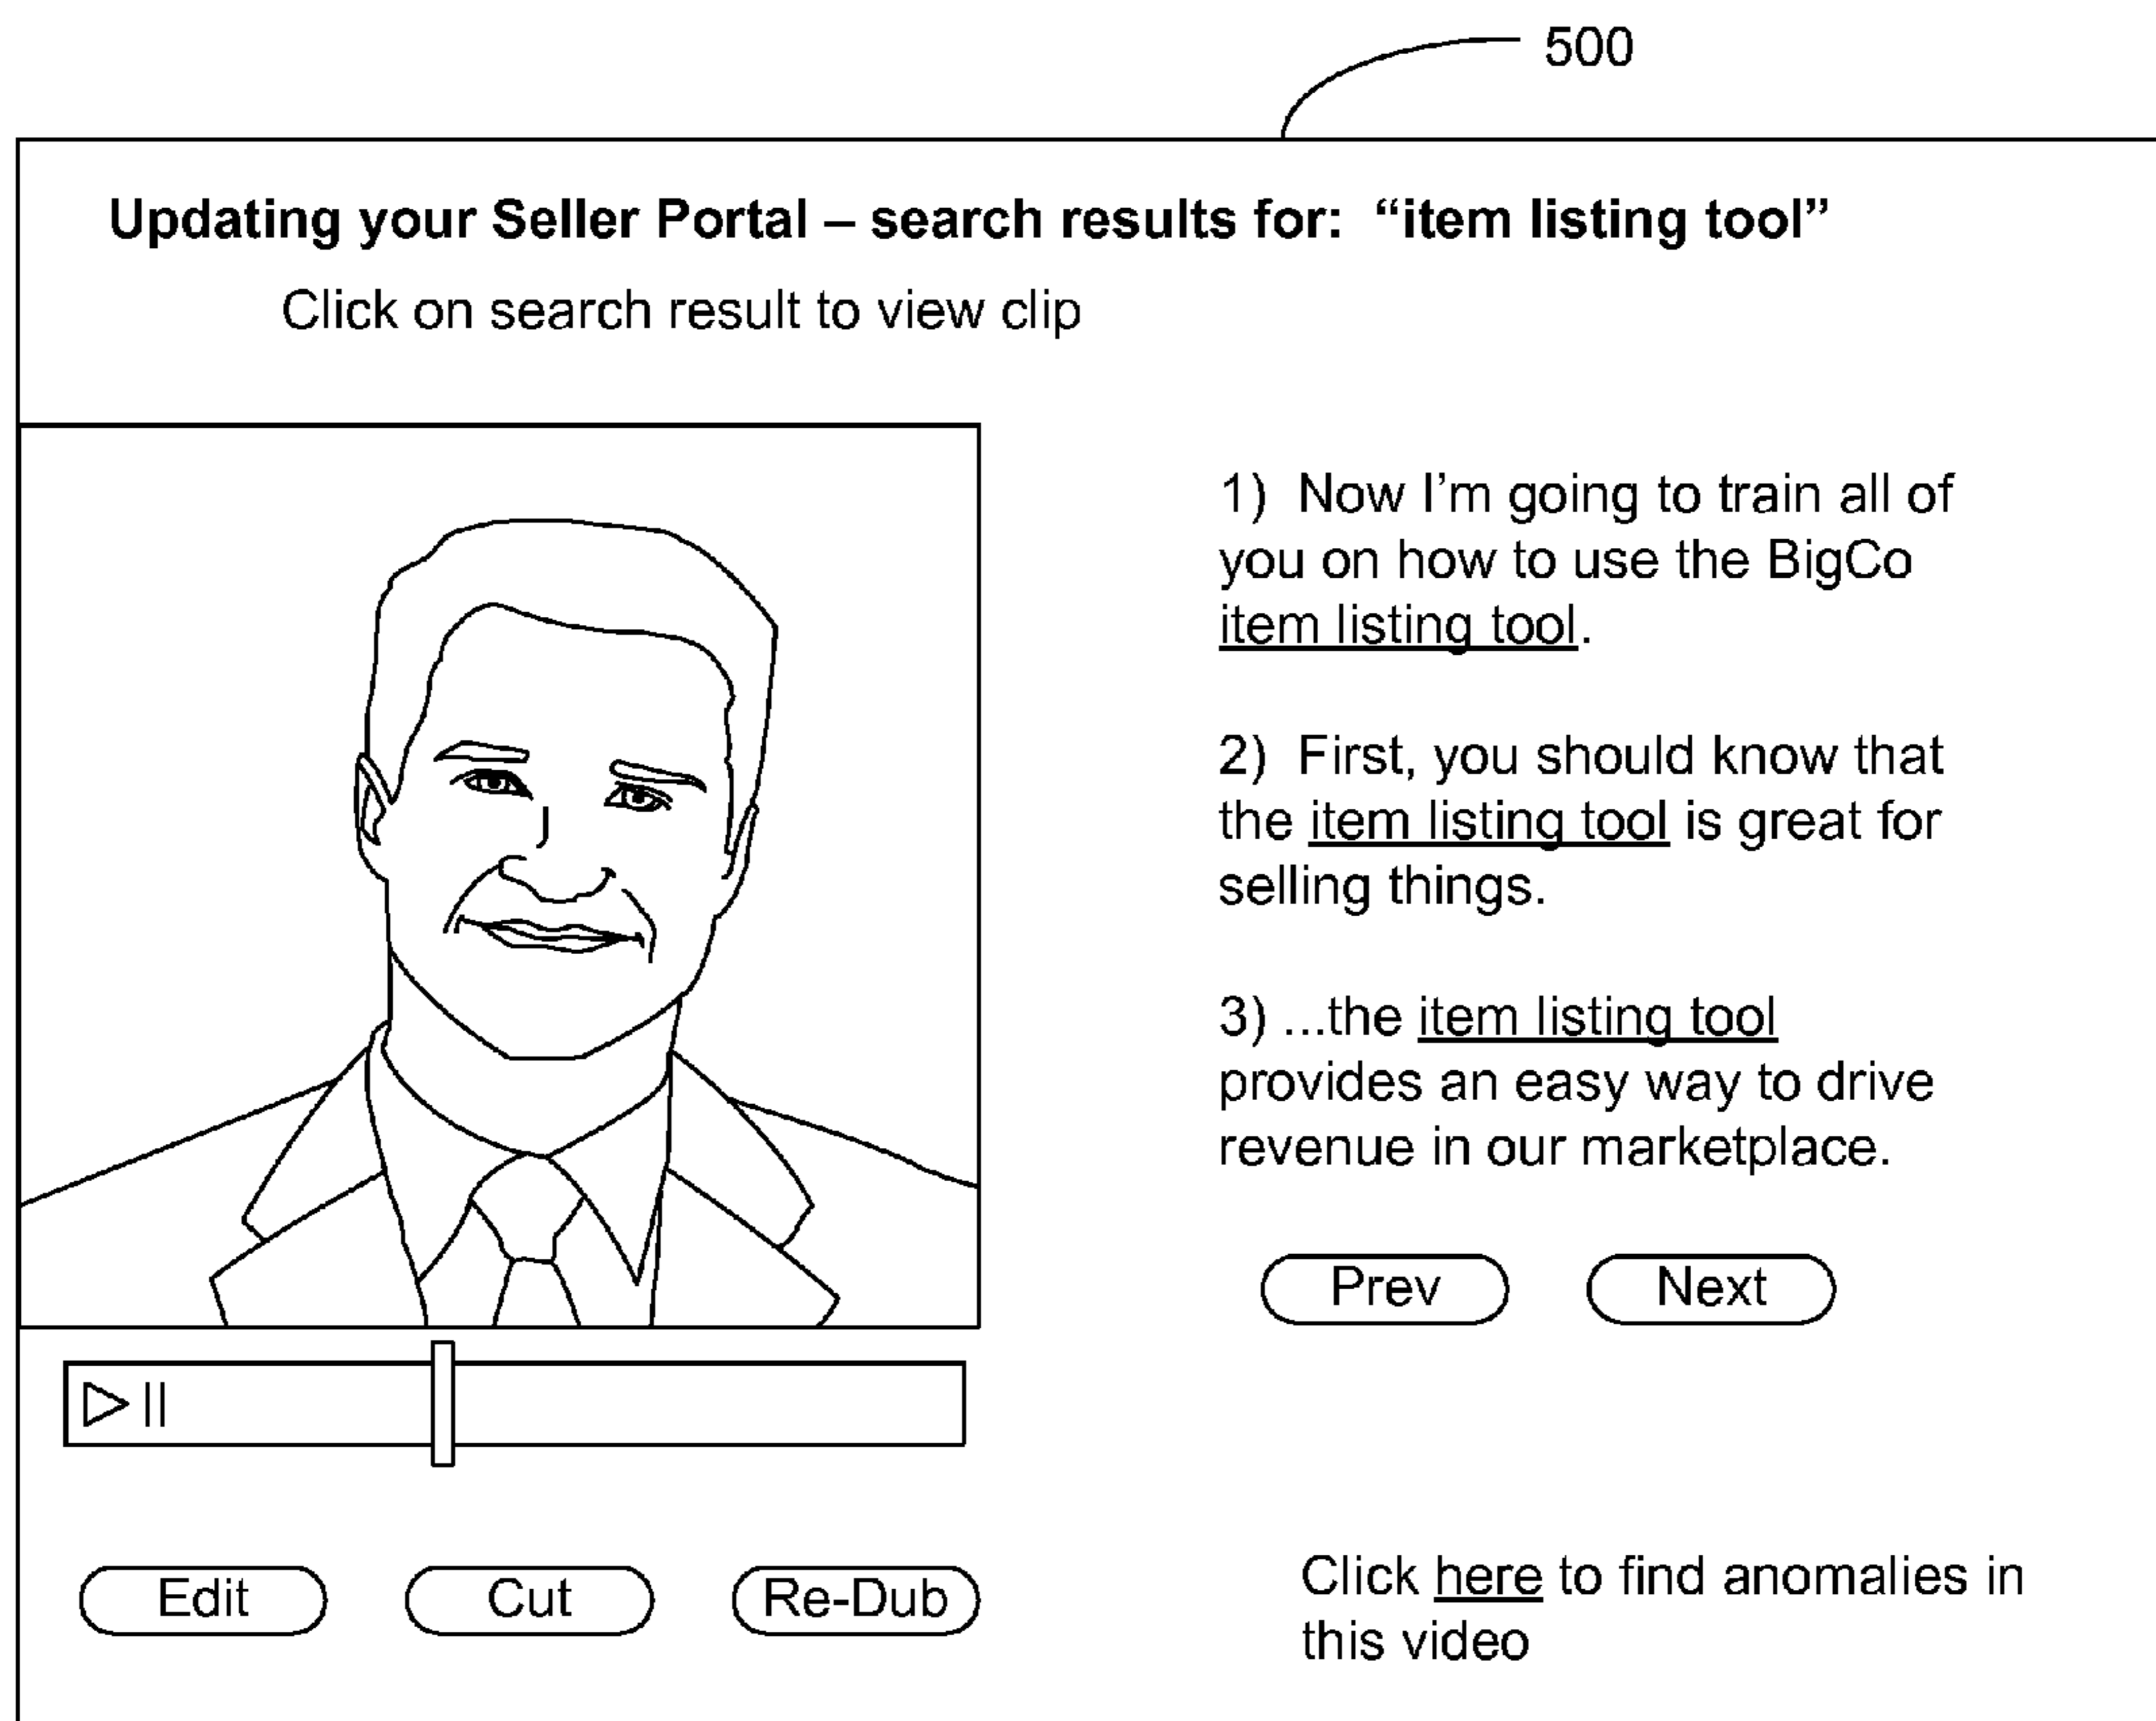 500
Updating your Seller Portal – search results for: “item listing tool”
Click on search result to view clip
1) Now I’m going to train all of
you on how to use the BigCo
item listing tool.
2) First, you should know that
the item listing tool is great for
selling things.
3) ...the item listing tool
provides an easy way to drive
revenue in our marketplace.
Prev Next
Edit Cut Re-Dub
Click here to find anomalies in
this video